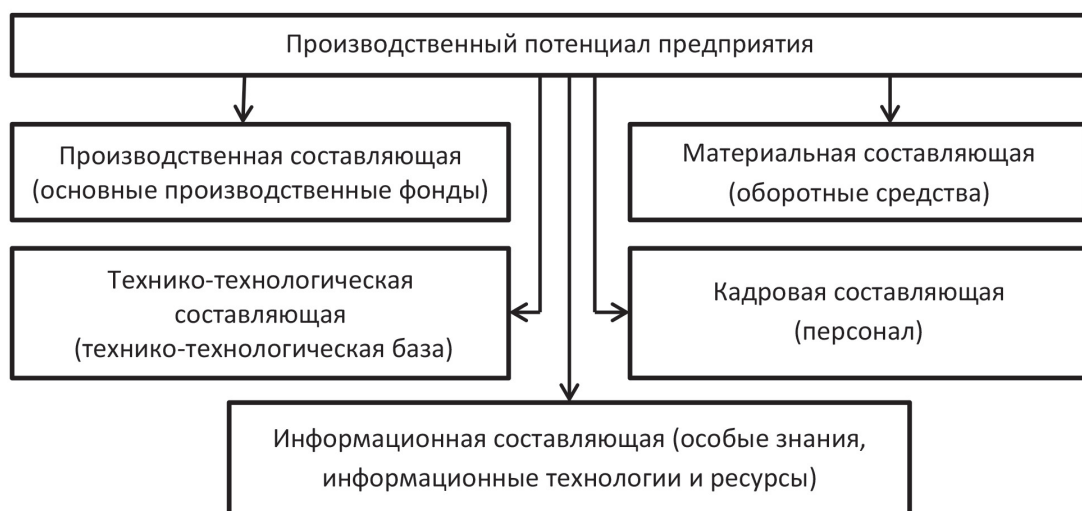 Производственный потенциал предприятия
Производственная составляющая
(основные производственные фонды)
Материальная составляющая
(оборотные средства)
Технико-технологическая
составляющая
(технико-технологическая база)
Кадровая составляющая
(персонал)
Информационная составляющая (особые знания,
информационные технологии и ресурсы)